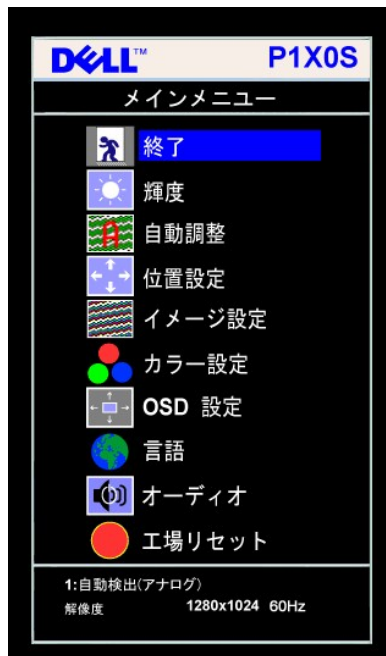 DELL™ P1X0S
メインメニュー
終了
輝度
自動調整
位置設定
イメージ設定
カラー設定
OSD 設定
言語
オーディオ
工場リセット
1:自動検出(アナログ)
解像度 1280x1024 60Hz